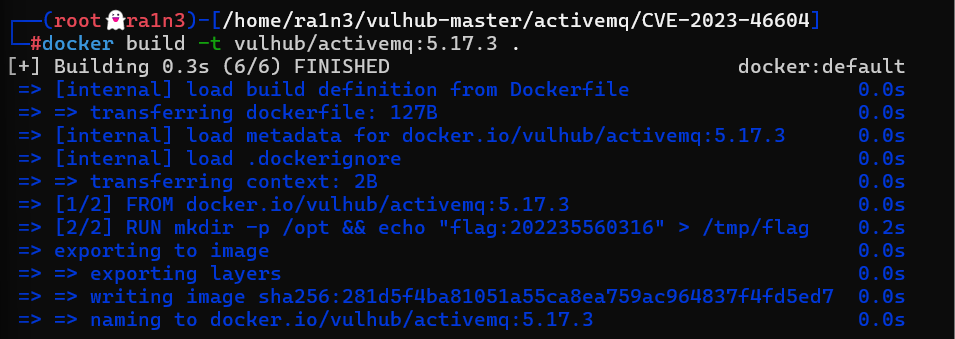 ┌──(root👻ra1n3)-[/home/ra1n3/vulhub-master/activemq/CVE-2023-46604]
└─#docker build -t vulhub/activemq:5.17.3 .
[+] Building 0.3s (6/6) FINISHED docker:default
=> [internal] load build definition from Dockerfile 0.0s
=> => transferring dockerfile: 127B 0.0s
=> [internal] load metadata for docker.io/vulhub/activemq:5.17.3 0.0s
=> [internal] load .dockerignore 0.0s
=> => transferring context: 2B 0.0s
=> [1/2] FROM docker.io/vulhub/activemq:5.17.3 0.0s
=> [2/2] RUN mkdir -p /opt && echo "flag:202235560316" > /tmp/flag 0.2s
=> exporting to image 0.0s
=> => exporting layers 0.0s
=> => writing image sha256:281d5f4ba81051a55ca8ea759ac964837f4fd5ed7 0.0s
=> => naming to docker.io/vulhub/activemq:5.17.3 0.0s